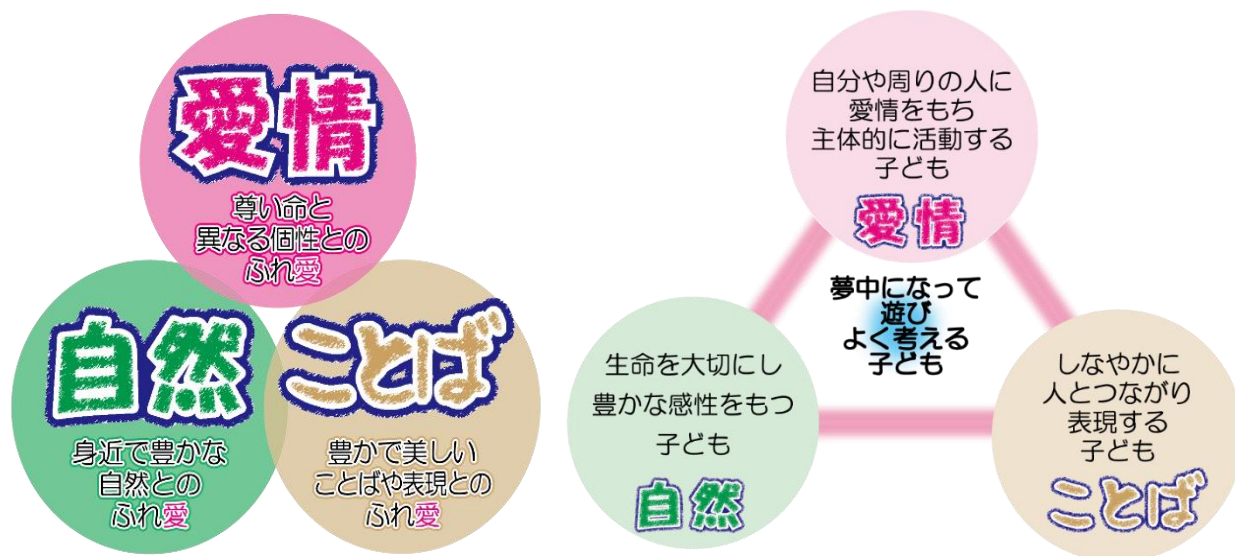 愛情
尊い命と
異なる個性との
ふれ愛
自然
身近で豊かな
自然との
ふれ愛
ことば
豊かで美しい
ことばや表現との
ふれ愛
自分や周りの人に
愛情をもち
主体的に活動する
子ども
愛情
夢中になって
遊び
よく考える
子ども
生命を大切にし
豊かな感性をもつ
子ども
自然
しなやかに
人とつながり
表現する
子ども
ことば